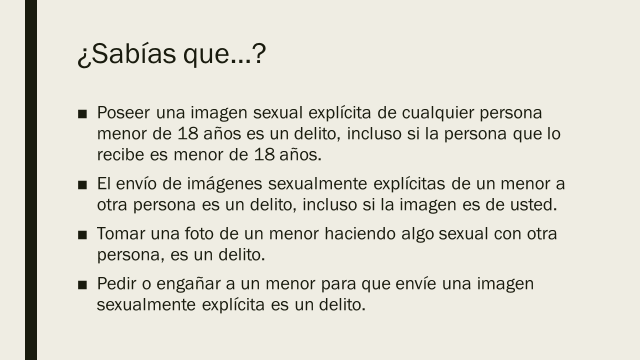 ¿Sabías que...?
■ Poseer una imagen sexual explícita de cualquier persona
menor de 18 años es un delito, incluso si la persona que lo
recibe es menor de 18 años.
■ El envío de imágenes sexualmente explícitas de un menor a
otra persona es un delito, incluso si la imagen es de usted.
■ Tomar una foto de un menor haciendo algo sexual con otra
persona, es un delito.
■ Pedir o engañar a un menor para que envíe una imagen
sexualmente explícita es un delito.